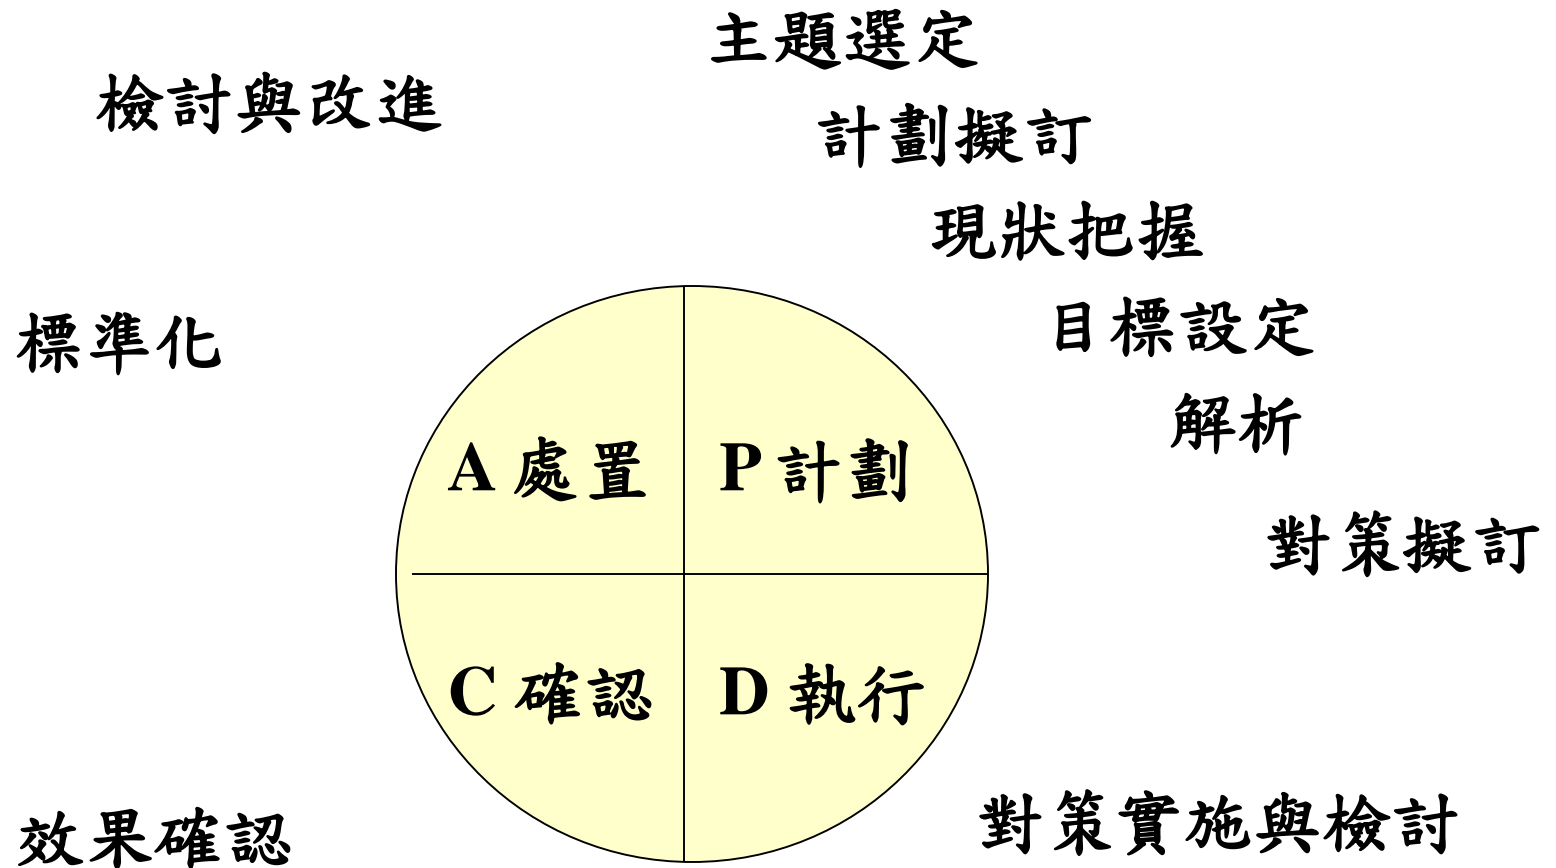 主題選定
檢討與改進
計劃擬訂
現狀把握
目標設定
標準化
解析
A 處置
P 計劃
對策擬訂
C 確認
D 執行
對策實施與檢討
效果確認